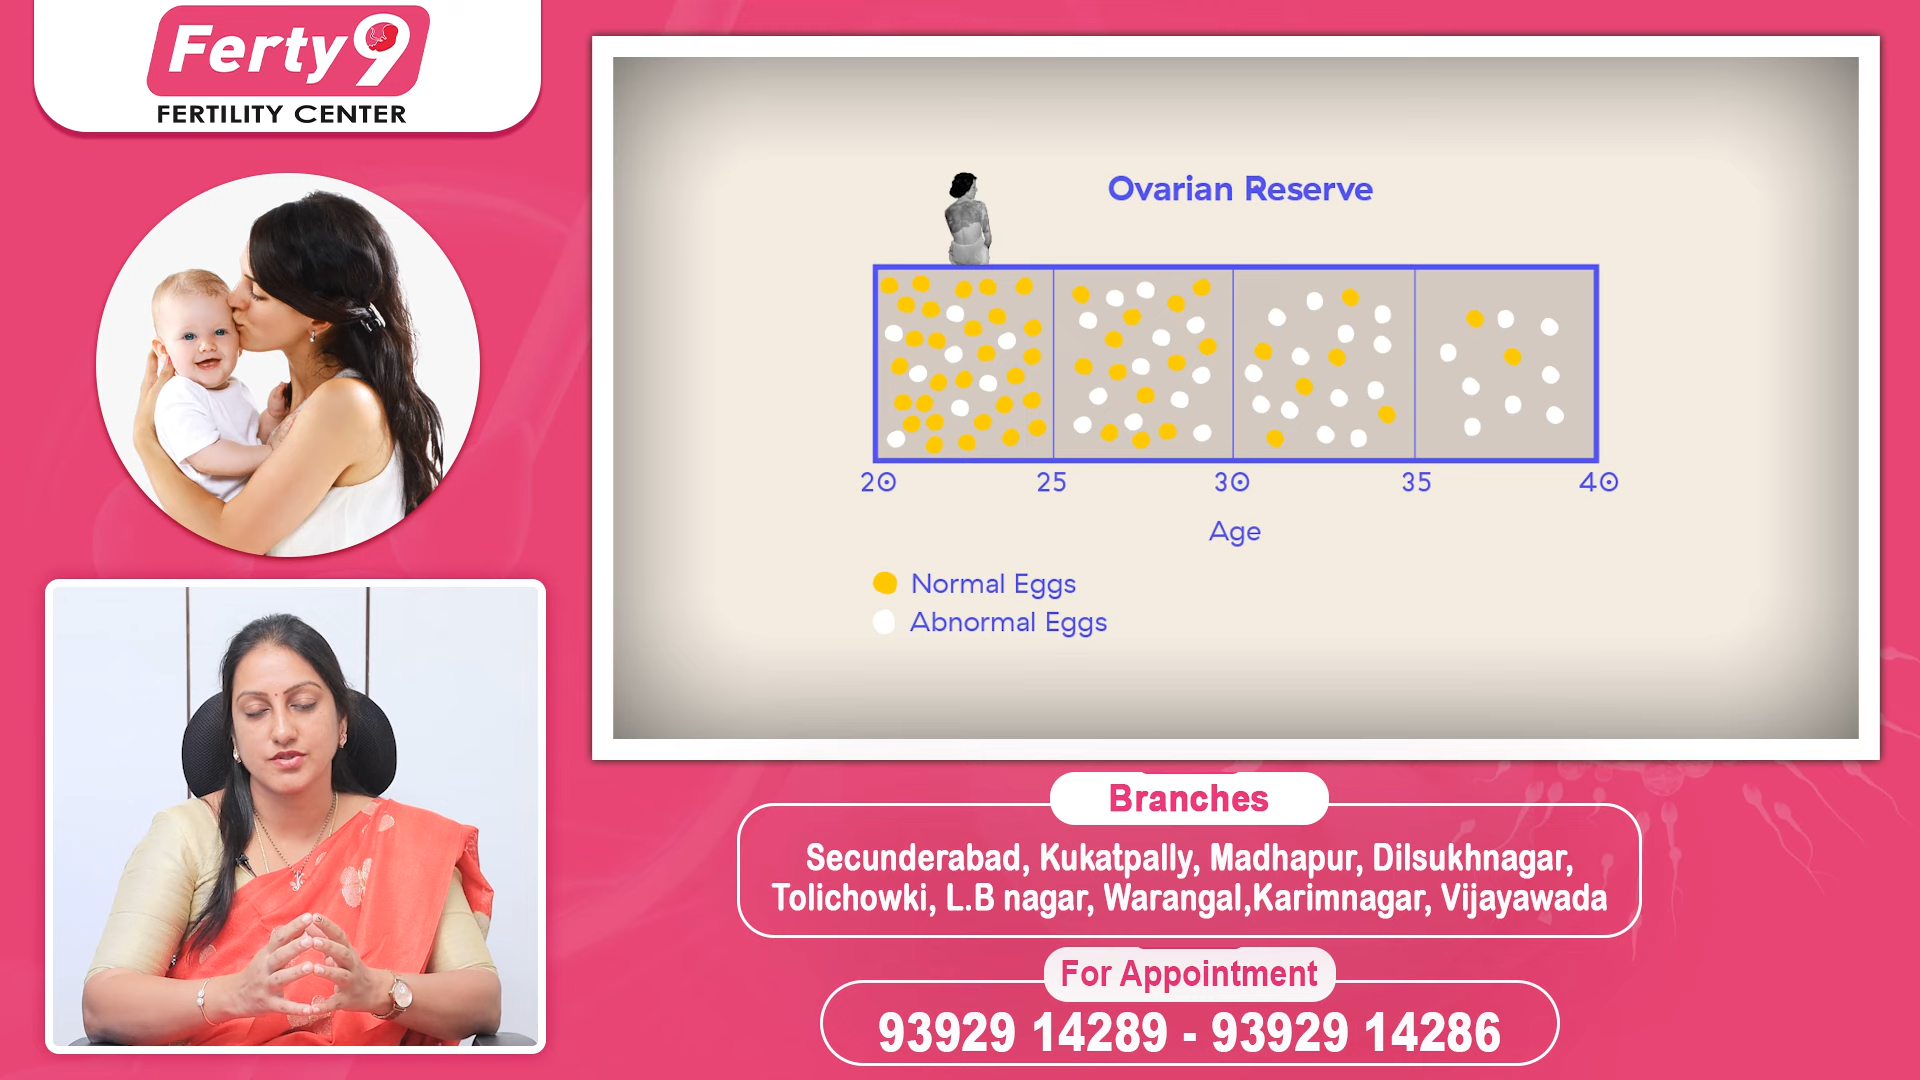 Ferty9
FERTILITY CENTER
Ovarian Reserve
20 25 30 35 40
Age
Normal Eggs
Abnormal Eggs
Branches
Secunderabad, Kukatpally, Madhapur, Dilsukhnagar,
Tolichowki, L.B nagar, Warangal,Karimnagar, Vijayawada
For Appointment
93929 14289 - 93929 14286